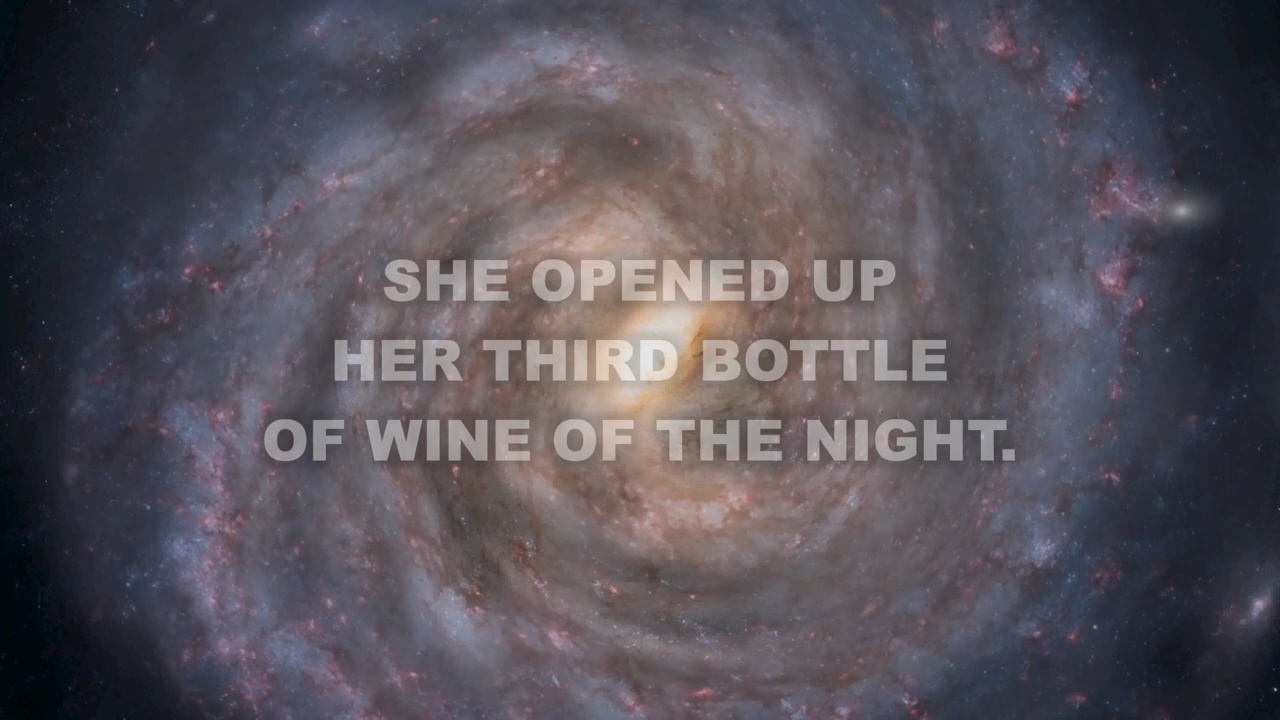 SHE OPENED UP
HER THIRD BOTTLE
OF WINE OF THE NIGHT.